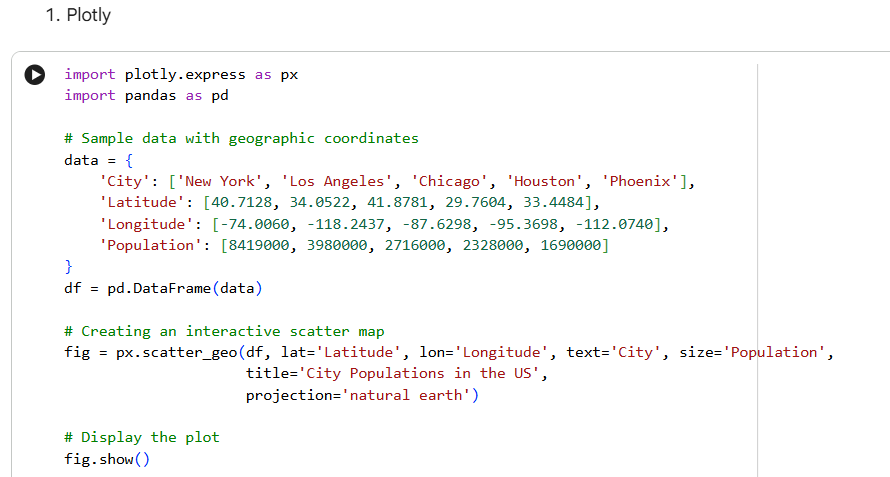 1. Plotly
import plotly.express as px
import pandas as pd
# Sample data with geographic coordinates
data = {
    'City': ['New York', 'Los Angeles', 'Chicago', 'Houston', 'Phoenix'],
    'Latitude': [40.7128, 34.0522, 41.8781, 29.7604, 33.4484],
    'Longitude': [-74.0060, -118.2437, -87.6298, -95.3698, -112.0740],
    'Population': [8419000, 3980000, 2716000, 2328000, 1690000]
}
df = pd.DataFrame(data)
# Creating an interactive scatter map
fig = px.scatter_geo(df, lat='Latitude', lon='Longitude', text='City', size='Population',
                     title='City Populations in the US',
                     projection='natural earth')
# Display the plot
fig.show()